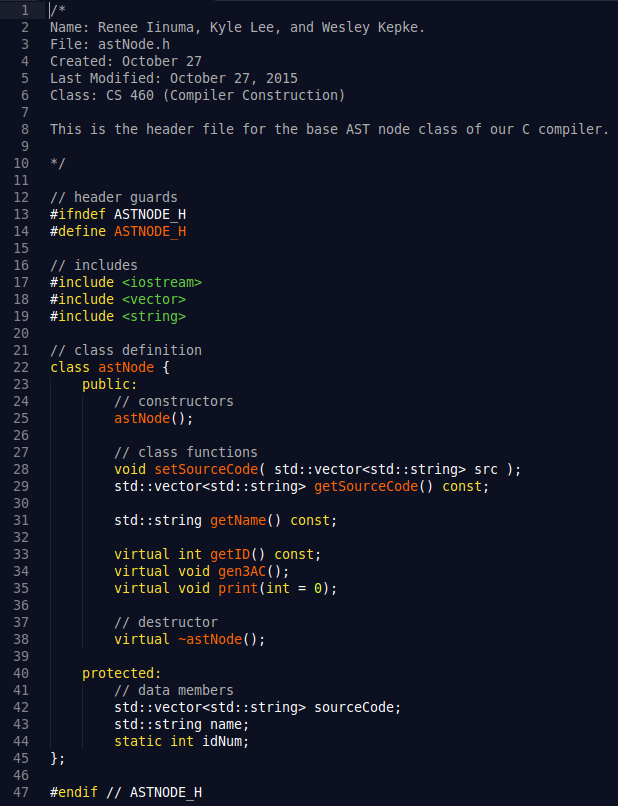 1 /*
2 Name: Renee Iinuma, Kyle Lee, and Wesley Kepke.
3 File: astNode.h
4 Created: October 27
5 Last Modified: October 27, 2015
6 Class: CS 460 (Compiler Construction)
7
8 This is the header file for the base AST node class of our C compiler.
9
10 */
11
12 // header guards
13 #ifndef ASTNODE_H
14 #define ASTNODE_H
15
16 // includes
17 #include <iostream>
18 #include <vector>
19 #include <string>
20
21 // class definition
22 class astNode {
23     public:
24         // constructors
25         astNode();
26
27         // class functions
28         void setSourceCode( std::vector<std::string> src );
29         std::vector<std::string> getSourceCode() const;
30
31         std::string getName() const;
32
33         virtual int getID() const;
34         virtual void gen3AC();
35         virtual void print(int = 0);
36
37         // destructor
38         virtual ~astNode();
39
40     protected:
41         // data members
42         std::vector<std::string> sourceCode;
43         std::string name;
44         static int idNum;
45 };
46
47 #endif // ASTNODE_H